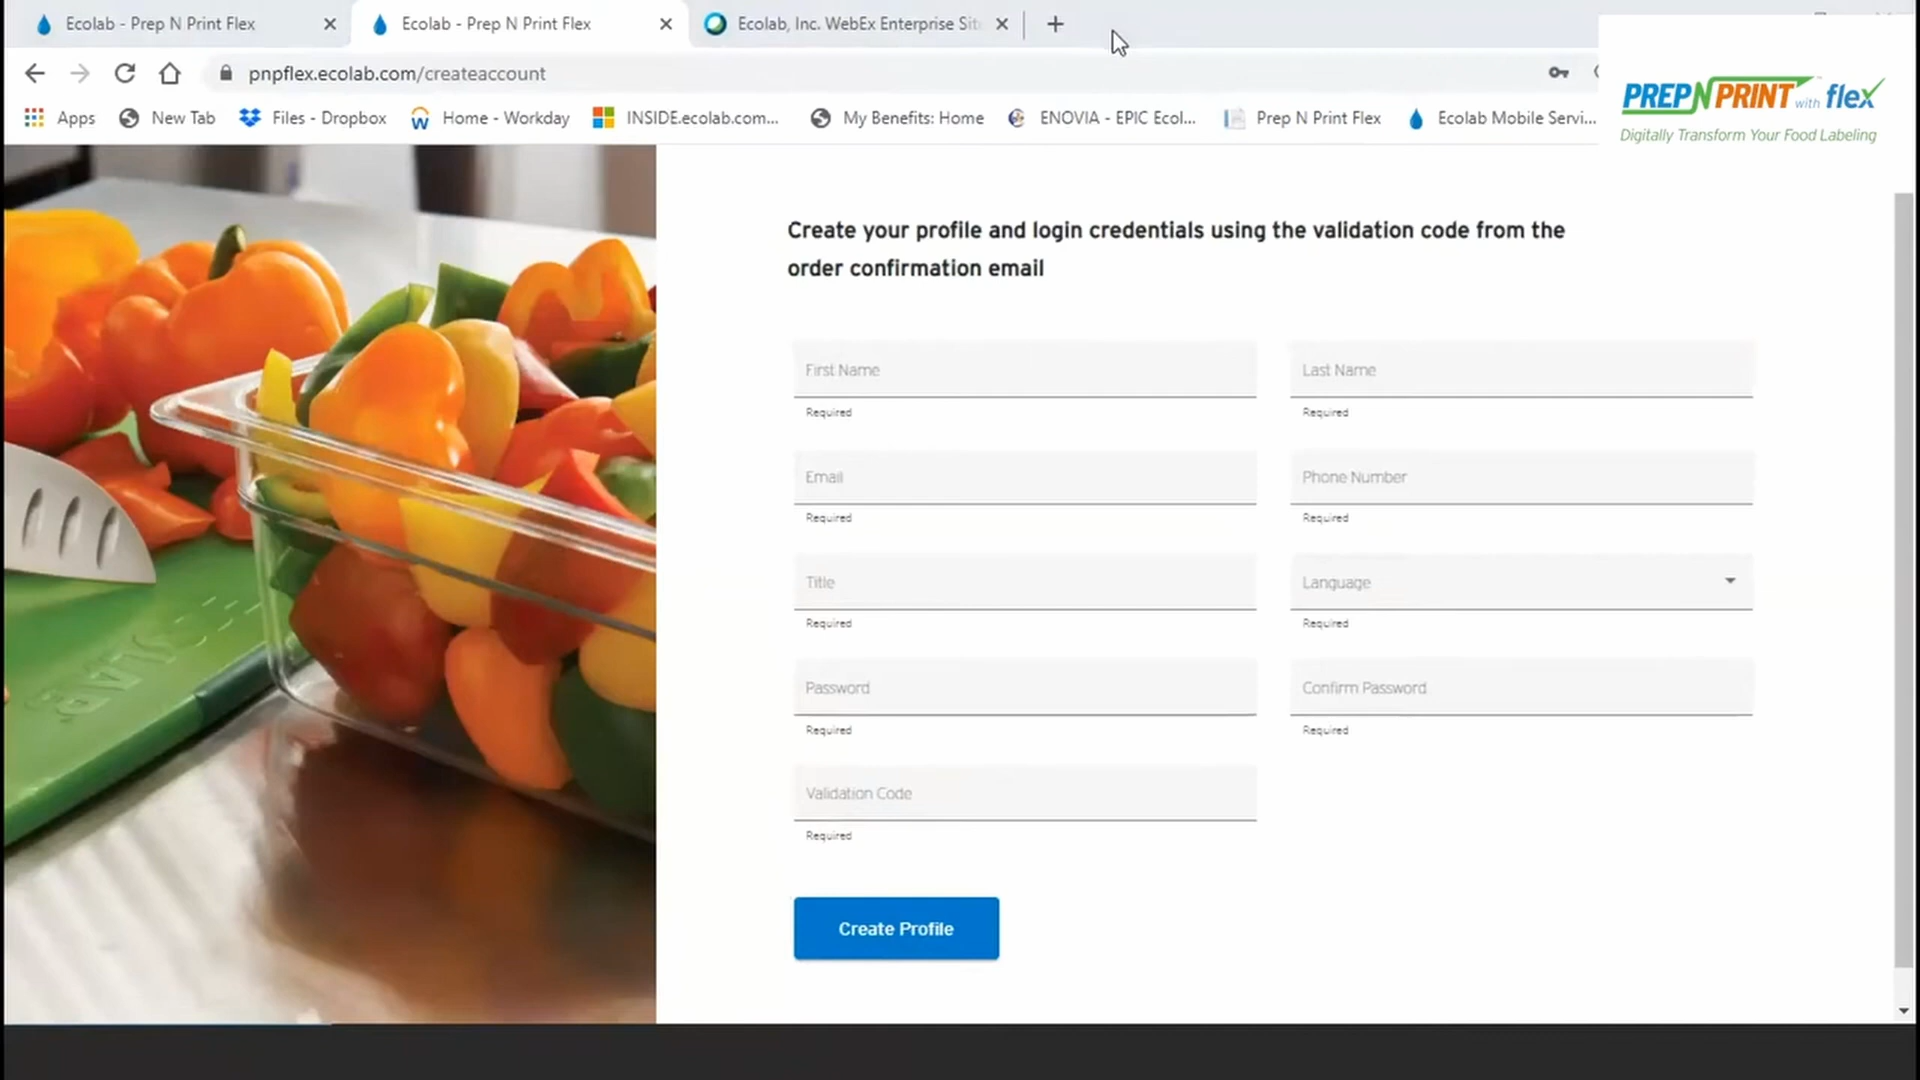 Ecolab - Prep N Print Flex
Ecolab - Prep N Print Flex
Ecolab, Inc. WebEx Enterprise Sit
pnpflex.ecolab.com/createaccount
Apps
New Tab
Files - Dropbox
Home - Workday
INSIDE.ecolab.com...
My Benefits: Home
ENOVIA - EPIC Ecol...
Prep N Print Flex
Ecolab Mobile Servi...
PREP N PRINT with flex
Digitally Transform Your Food Labeling
Create your profile and login credentials using the validation code from the
order confirmation email
First Name
Required
Last Name
Required
Email
Required
Phone Number
Required
Title
Required
Language
Required
Password
Required
Confirm Password
Required
Validation Code
Required
Create Profile